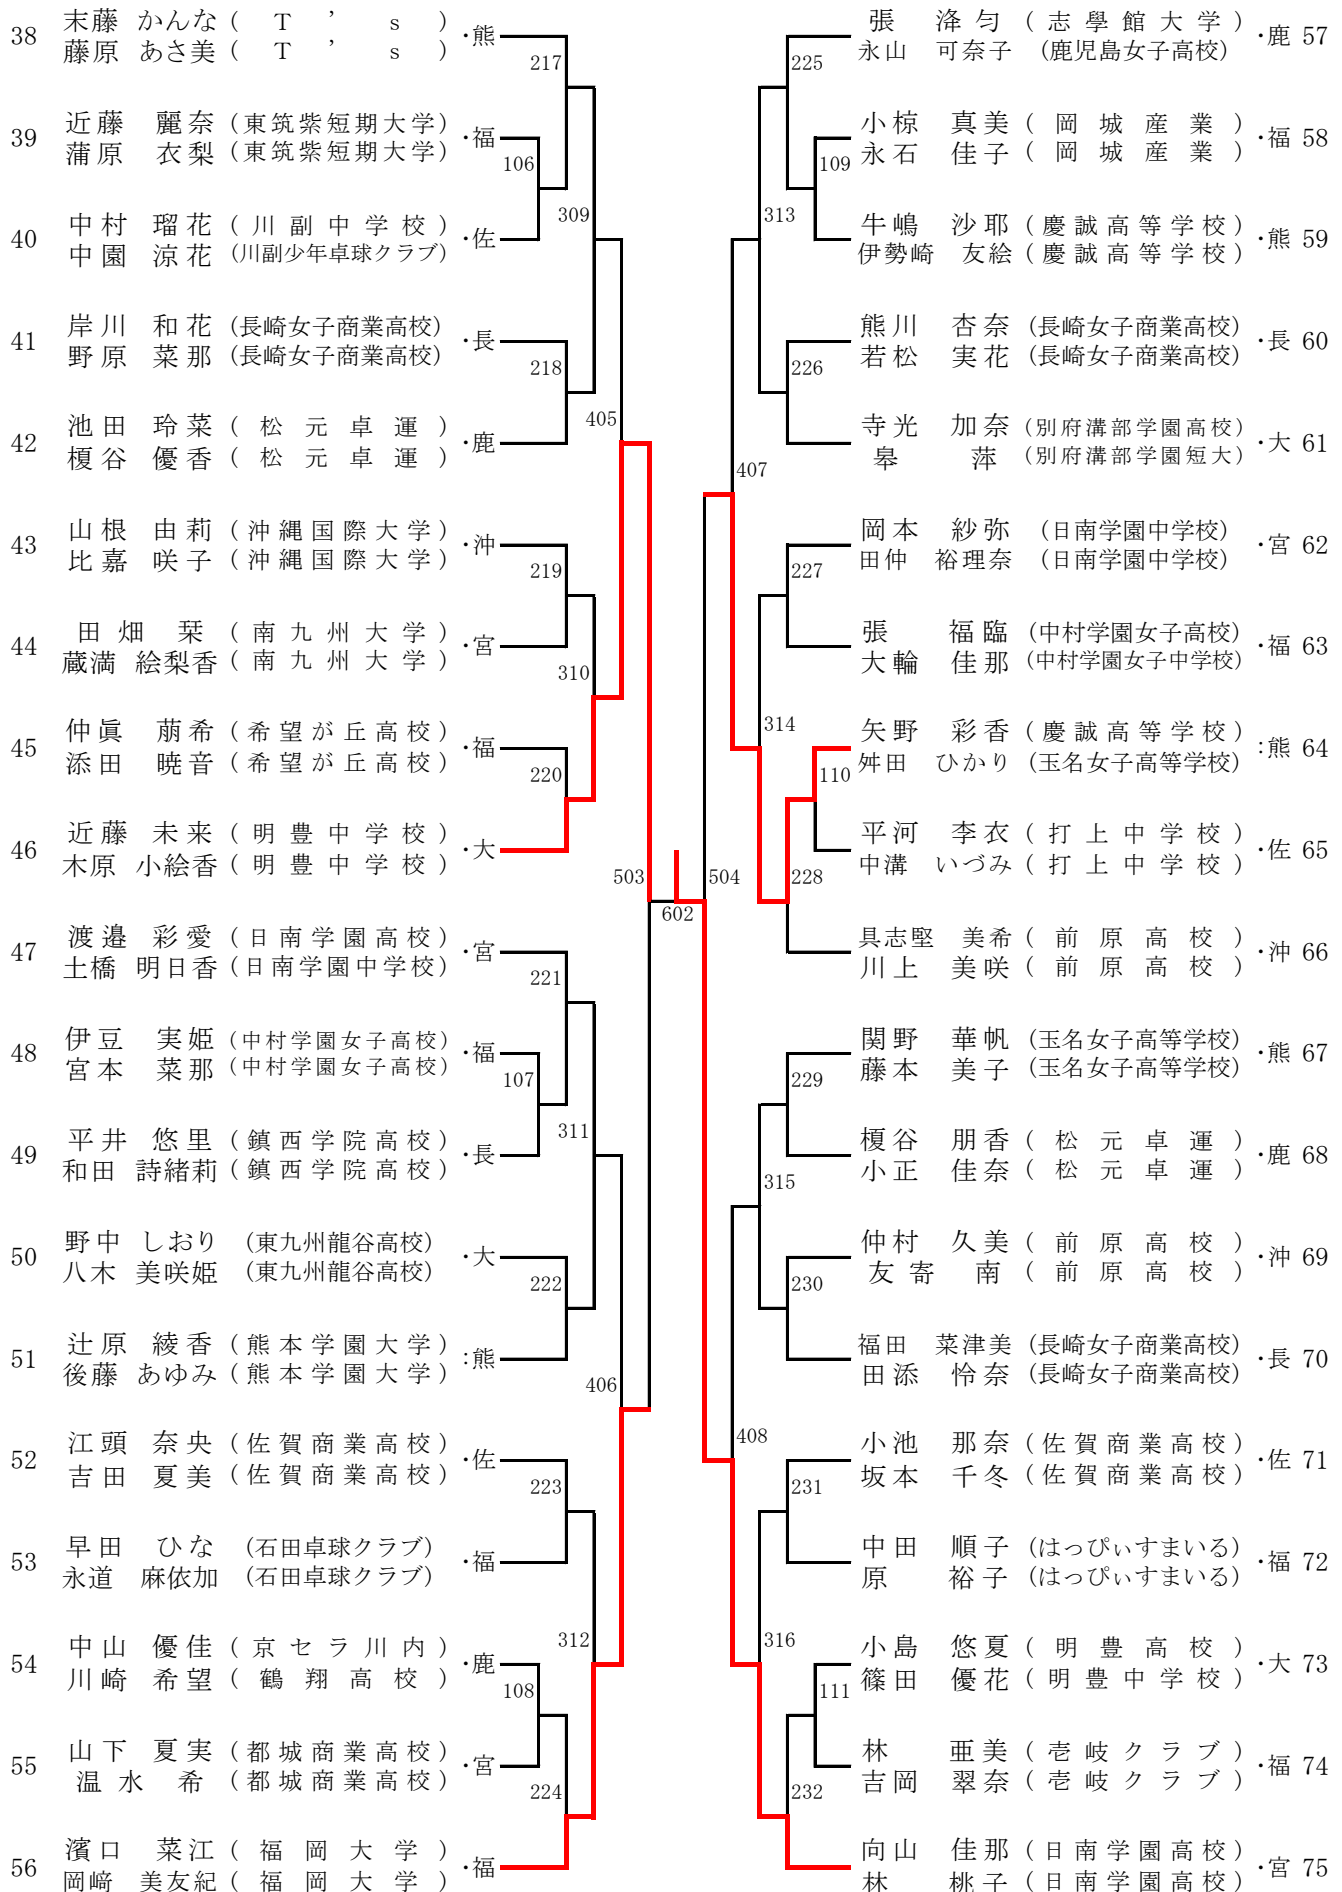 38 末藤 かんな ( T ’ s ) ・熊
藤原 あさ美 ( T ’ s )
217
39 近藤 麗奈 (東筑紫短期大学) ・福
蒲原 衣梨 (東筑紫短期大学)
106
309
40 中村 瑠花 (川副中学校) ・佐
中園 涼花 (川副少年卓球クラブ)
41 岸川 和花 (長崎女子商業高校) ・長
野原 菜那 (長崎女子商業高校)
218
405
42 池田 玲菜 (松元卓運) ・鹿
榎谷 優香 (松元卓運)
43 山根 由莉 (沖縄国際大学) ・沖
比嘉 咲子 (沖縄国際大学)
219
44 田畑 栞 (南九州大学) ・宮
蔵満 絵梨香 (南九州大学)
310
45 仲眞 萠希 (希望が丘高校) ・福
添田 暁音 (希望が丘高校)
220
46 近藤 未来 (明豊中学校) ・大
木原 小絵香 (明豊中学校)
503
602
47 渡邉 彩愛 (日南学園高校) ・宮
土橋 明日香 (日南学園中学校)
221
48 伊豆 実姫 (中村学園女子高校) ・福
宮本 菜那 (中村学園女子高校)
107
311
49 平井 悠里 (鎮西学院高校) ・長
和田 詩緒莉 (鎮西学院高校)
50 野中 しおり (東九州龍谷高校) ・大
八木 美咲姫 (東九州龍谷高校)
222
51 辻原 綾香 (熊本学園大学) :熊
後藤 あゆみ (熊本学園大学)
406
52 江頭 奈央 (佐賀商業高校) ・佐
吉田 夏美 (佐賀商業高校)
223
53 早田 ひな (石田卓球クラブ) ・福
永道 麻依加 (石田卓球クラブ)
312
54 中山 優佳 (京セラ川内) ・鹿
川崎 希望 (鶴翔高校)
108
55 山下 夏実 (都城商業高校) ・宮
温水 希 (都城商業高校)
224
56 濱口 菜江 (福岡大学) ・福
岡﨑 美友紀 (福岡大学)
張 洚匀 (志學館大学) ・鹿 57
永山 可奈子 (鹿児島女子高校)
225
小椋 真美 (岡城産業) ・福 58
永石 佳子 (岡城産業)
109
313
牛嶋 沙耶 (慶誠高等学校) ・熊 59
伊勢崎 友絵 (慶誠高等学校)
熊川 杏奈 (長崎女子商業高校) ・長 60
若松 実花 (長崎女子商業高校)
226
寺光 加奈 (別府溝部学園高校) ・大 61
皋 萍 (別府溝部学園短大)
407
岡本 紗弥 (日南学園中学校) ・宮 62
田仲 裕理奈 (日南学園中学校)
227
張 福臨 (中村学園女子高校) ・福 63
大輪 佳那 (中村学園女子中学校)
314
矢野 彩香 (慶誠高等学校) :熊 64
舛田 ひかり (玉名女子高等学校)
110
平河 李衣 (打上中学校) ・佐 65
中溝 いづみ (打上中学校)
504
228
具志堅 美希 (前原高校) ・沖 66
川上 美咲 (前原高校)
関野 華帆 (玉名女子高等学校) ・熊 67
藤本 美子 (玉名女子高等学校)
229
榎谷 朋香 (松元卓運) ・鹿 68
小正 佳奈 (松元卓運)
315
仲村 久美 (前原高校) ・沖 69
友寄 南 (前原高校)
230
福田 菜津美 (長崎女子商業高校) ・長 70
田添 怜奈 (長崎女子商業高校)
408
小池 那奈 (佐賀商業高校) ・佐 71
坂本 千冬 (佐賀商業高校)
231
中田 順子 (はっぴぃすまいる) ・福 72
原 裕子 (はっぴぃすまいる)
316
小島 悠夏 (明豊高校) ・大 73
篠田 優花 (明豊中学校)
111
林 亜美 (壱岐クラブ) ・福 74
吉岡 翠奈 (壱岐クラブ)
232
向山 佳那 (日南学園高校) ・宮 75
林 桃子 (日南学園高校)